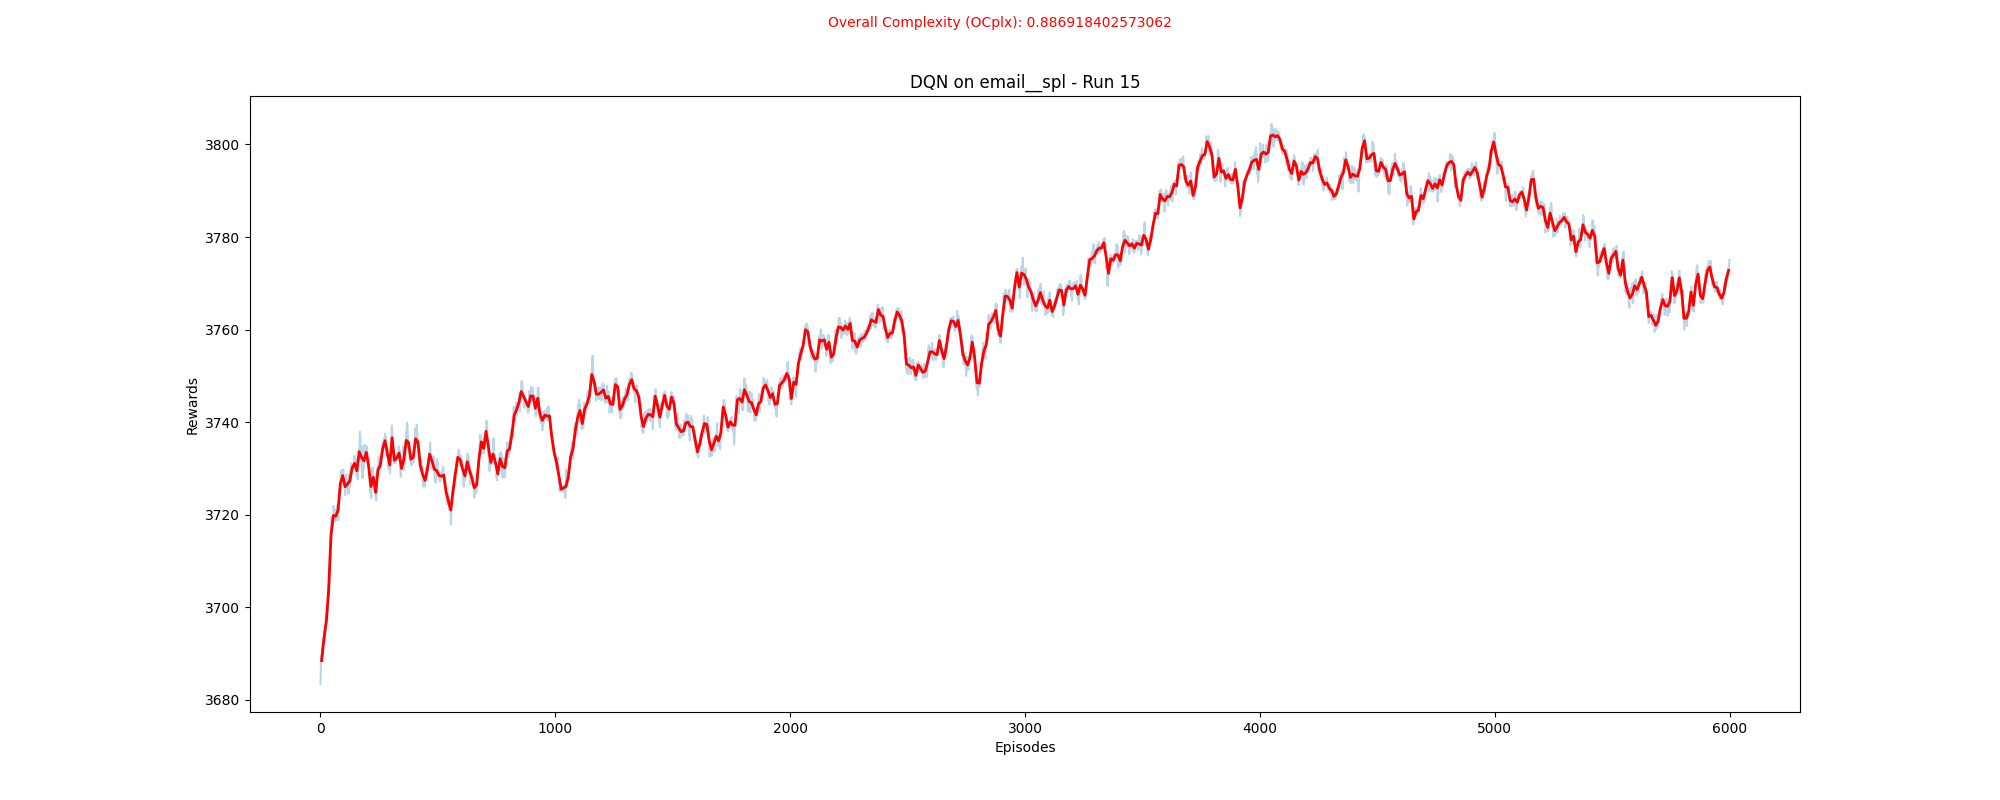 Overall Complexity (OCplx): 0.886918402573062
DQN on email__spl - Run 15
3800
3780
3760
3740
3720
3700
3680
Rewards
0 1000 2000 3000 4000 5000 6000
Episodes